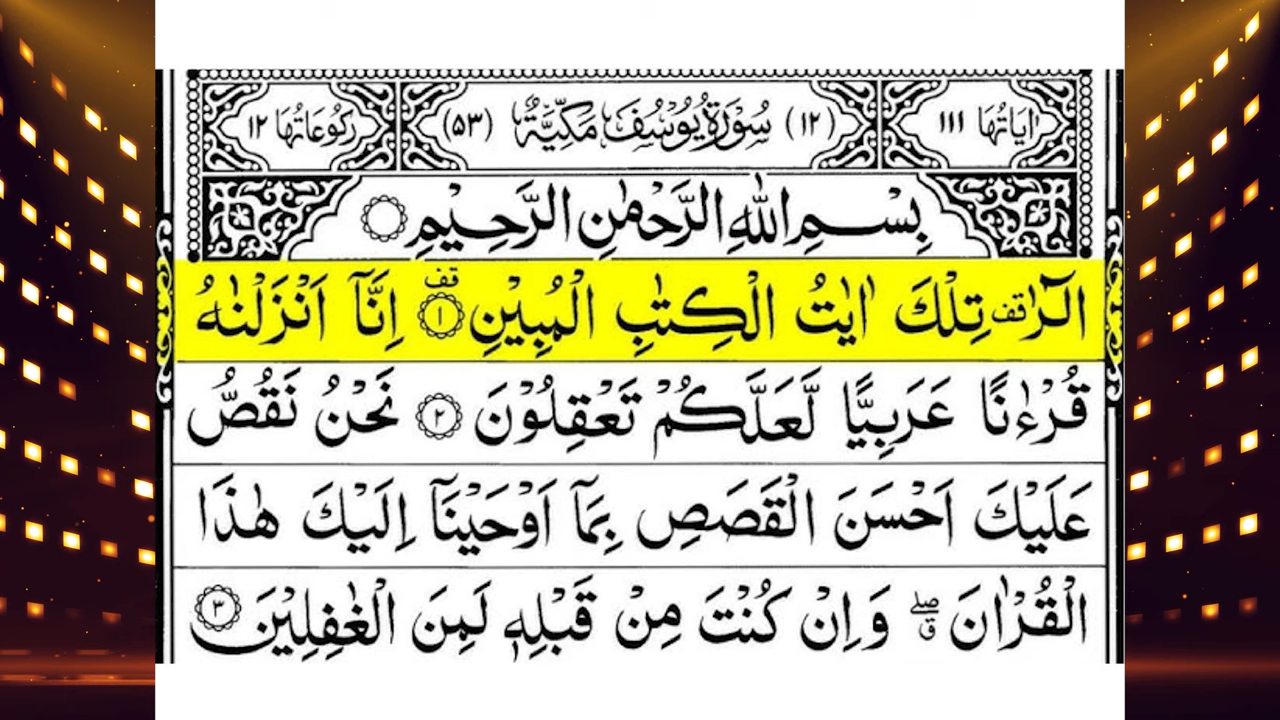 اٰيَاتُهَا ١١١ (١٢) سُوْرَةُ يُوْسُفَ مَكِّيَّةٌ (٥٣) رُكُوْعَاتُهَا ١٢
بِسْمِ اللّٰهِ الرَّحْمٰنِ الرَّحِيْمِ
الٓرٰ قف تِلْكَ اٰيٰتُ الْكِتٰبِ الْمُبِيْنِ ۝١ قف اِنَّاۤ اَنْزَلْنٰهُ
قُرْءٰنًا عَرَبِيًّا لَّعَلَّكُمْ تَعْقِلُوْنَ ۝٢ نَحْنُ نَقُصُّ
عَلَيْكَ اَحْسَنَ الْقَصَصِ بِمَاۤ اَوْحَيْنَاۤ اِلَيْكَ هٰذَا
الْقُرْاٰنَ صلے ق وَاِنْ كُنْتَ مِنْ قَبْلِهٖ لَمِنَ الْغٰفِلِيْنَ ۝٣